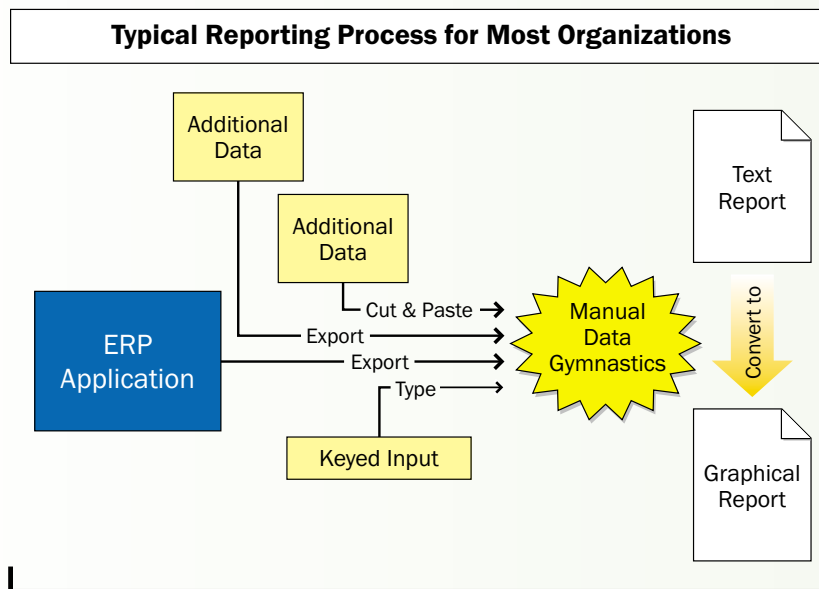 Typical Reporting Process for Most Organizations
Additional
Data
Additional
Data
Text
Report
Cut & Paste
Export
Export
Type
ERP
Application
Manual
Data
Gymnastics
Convert to
Keyed Input
Graphical
Report